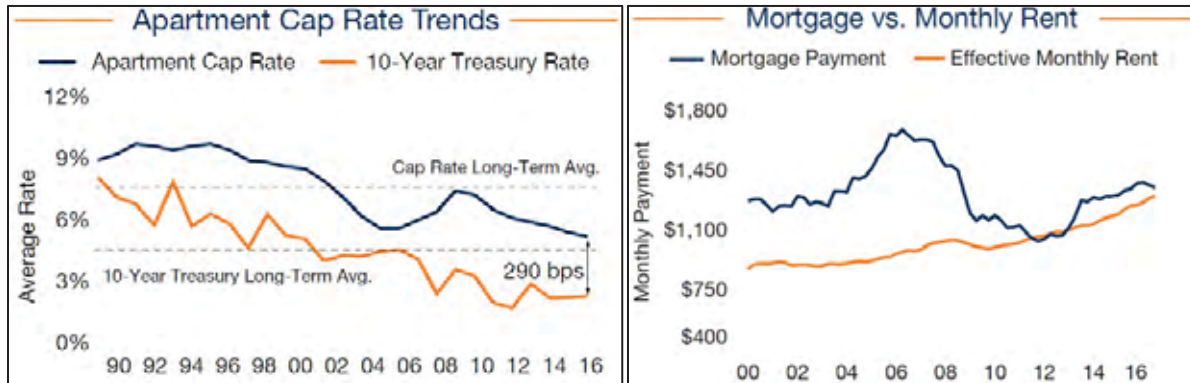 Apartment Cap Rate Trends
Apartment Cap Rate 10-Year Treasury Rate
Average Rate
12%
9%
6%
3%
0%
Cap Rate Long-Term Avg.
10-Year Treasury Long-Term Avg.
290 bps
90 92 94 96 98 00 02 04 06 08 10 12 14 16
Mortgage vs. Monthly Rent
Mortgage Payment Effective Monthly Rent
Monthly Payment
$1,800
$1,450
$1,100
$750
$400
00 02 04 06 08 10 12 14 16